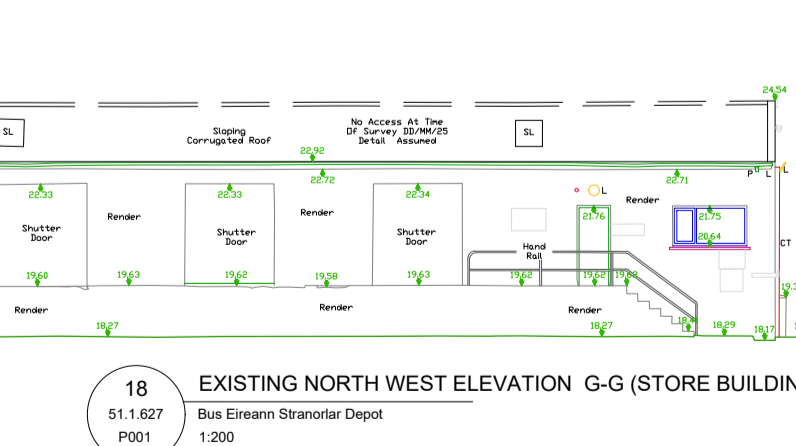 24.54
SL
Sloping
Corrugated Roof
No Access At Time
Of Survey DD/MM/25
Detail Assumed
SL
22.92
22.72
22.71
P
L
L
22.33
22.33
22.34
L
Render
Render
Render
21.76
21.75
Shutter
Door
Shutter
Door
Shutter
Door
20.64
Hand
Rail
CT
19.60
19.63
19.62
19.58
19.63
19.62
19.62
Render
Render
Render
18.27
18.27
18.29
18.17
18
EXISTING NORTH WEST ELEVATION G-G (STORE BUILDIN
51.1.627
Bus Eireann Stranorlar Depot
P001
1:200